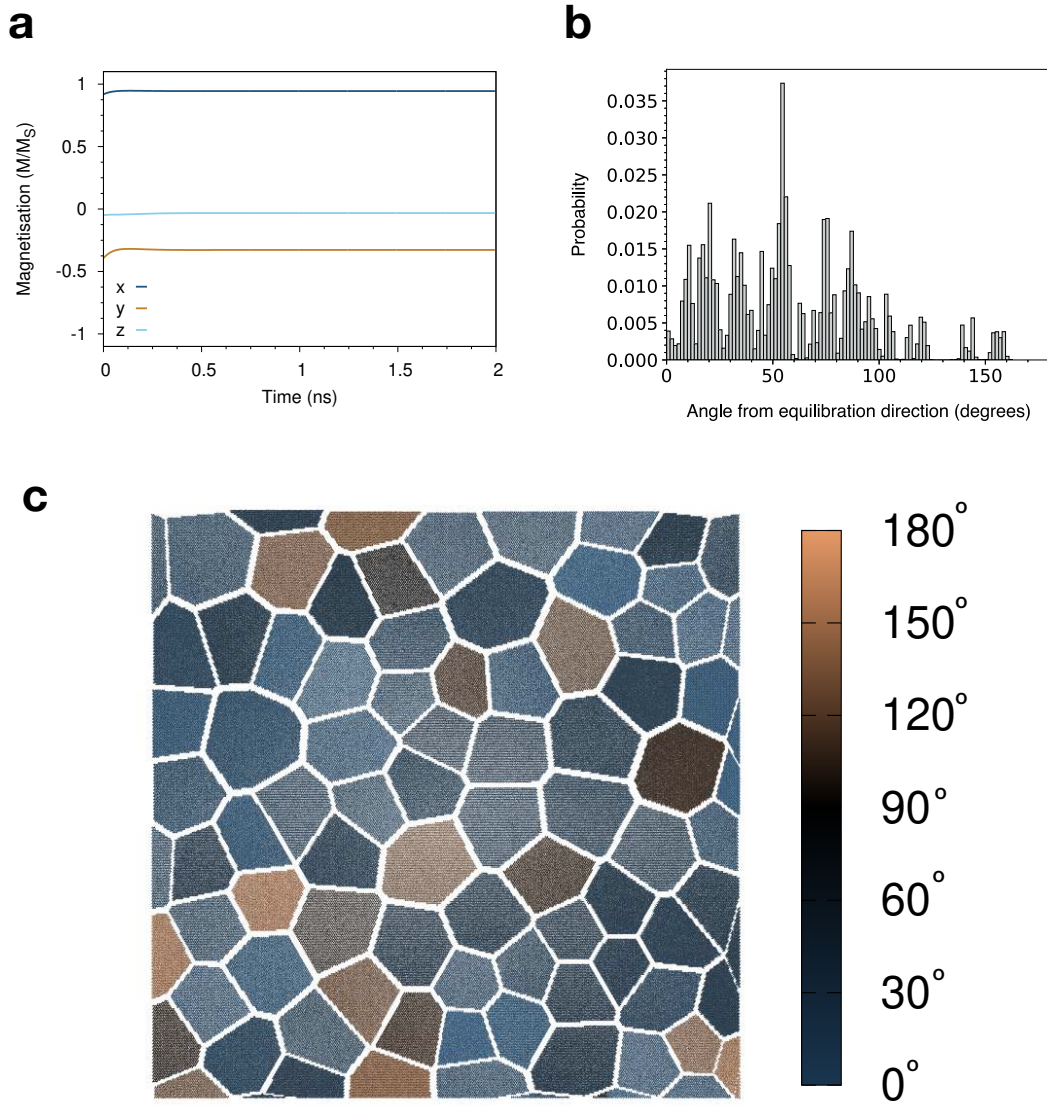 a
Magnetisation (M/M_S)
1
0.5
0
-0.5
-1
x
y
z
0 0.5 1 1.5 2
Time (ns)
b
Probability
0.035
0.030
0.025
0.020
0.015
0.010
0.005
0.000
0 50 100 150
Angle from equilibration direction (degrees)
c
180°
150°
120°
90°
60°
30°
0°